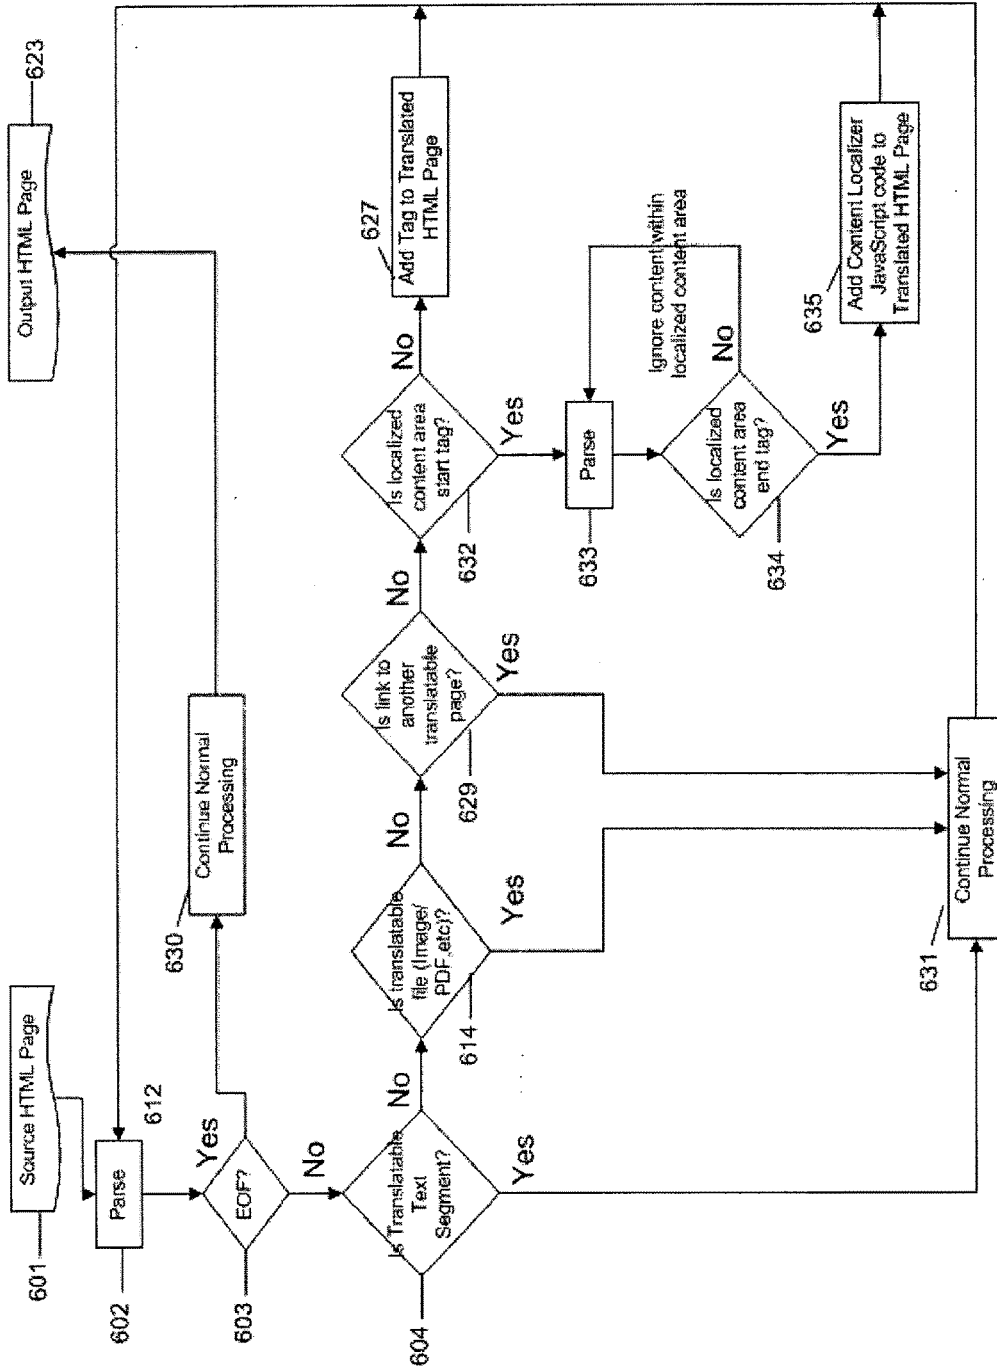 601
Source HTML Page
602
Parse
612
603
EOF?
Yes
No
630
Continue Normal
Processing
Output HTML Page
623
604
Is Translatable
Text
Segment?
No
Yes
614
Is translatable
file (Image/
PDF,etc)?
No
Yes
629
Is link to
another
translatable
page?
No
Yes
632
Is localized
content area
start tag?
No
Yes
627
Add Tag to Translated
HTML Page
633
Parse
Ignore content within
localized content area
634
Is localized
content area
end tag?
No
Yes
635
Add Content Localizer
JavaScript code to
Translated HTML Page
631
Continue Normal
Processing